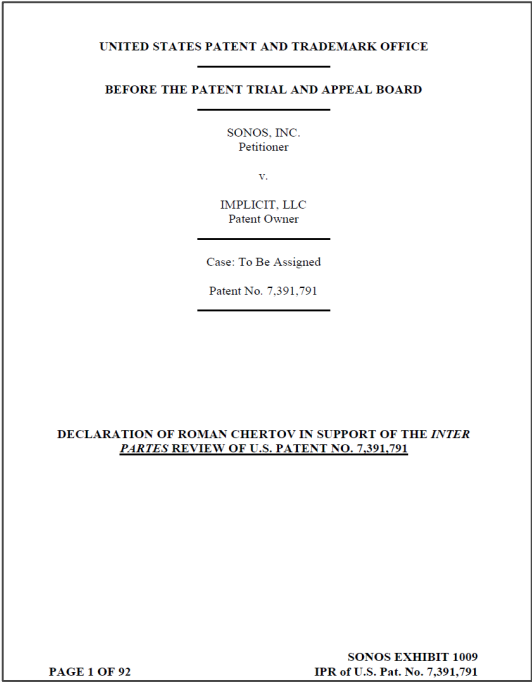 UNITED STATES PATENT AND TRADEMARK OFFICE
BEFORE THE PATENT TRIAL AND APPEAL BOARD
SONOS, INC.
Petitioner
v.
IMPLICIT, LLC
Patent Owner
Case: To Be Assigned
Patent No. 7,391,791
DECLARATION OF ROMAN CHERTOV IN SUPPORT OF THE INTER
PARTES REVIEW OF U.S. PATENT NO. 7,391,791
SONOS EXHIBIT 1009
PAGE 1 OF 92 IPR of U.S. Pat. No. 7,391,791